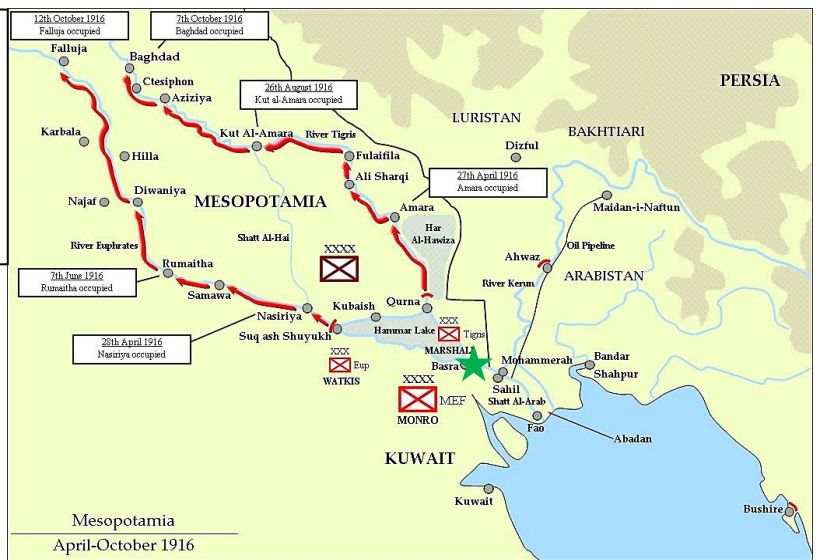 12th October 1916
Falluja occupied
7th October 1916
Baghdad occupied
Falluja
Baghdad
Ctesiphon
Aziziya
26th August 1916
Kut al-Amara occupied
PERSIA
LURISTAN
BAKHTIARI
Karbala
Hilla
Kut Al-Amara
River Tigris
Fulaifila
Ali Sharqi
Dizful
27th April 1916
Amara occupied
Najaf
Diwaniya
MESOPOTAMIA
Amara
Maidan-i-Naftun
Har
Al-Hawiza
River Euphrates
Shatt Al-Hai
XXXX
Ahwaz
Oil Pipeline
River Kerun
ARABISTAN
7th June 1916
Rumaitha occupied
Rumaitha
Samawa
Nasiriya
Kubaish
Qurna
XXX
Tigris
MARSHALL
Hammar Lake
Suq ash Shuyukh
28th April 1916
Nasiriya occupied
XXX
Eup
WATKIS
Basra
Mohammerah
Bandar
Shahpur
Sahil
Shatt Al-Arab
XXXX
MEF
MONRO
Fao
Abadan
KUWAIT
Kuwait
Bushire
Mesopotamia
April-October 1916